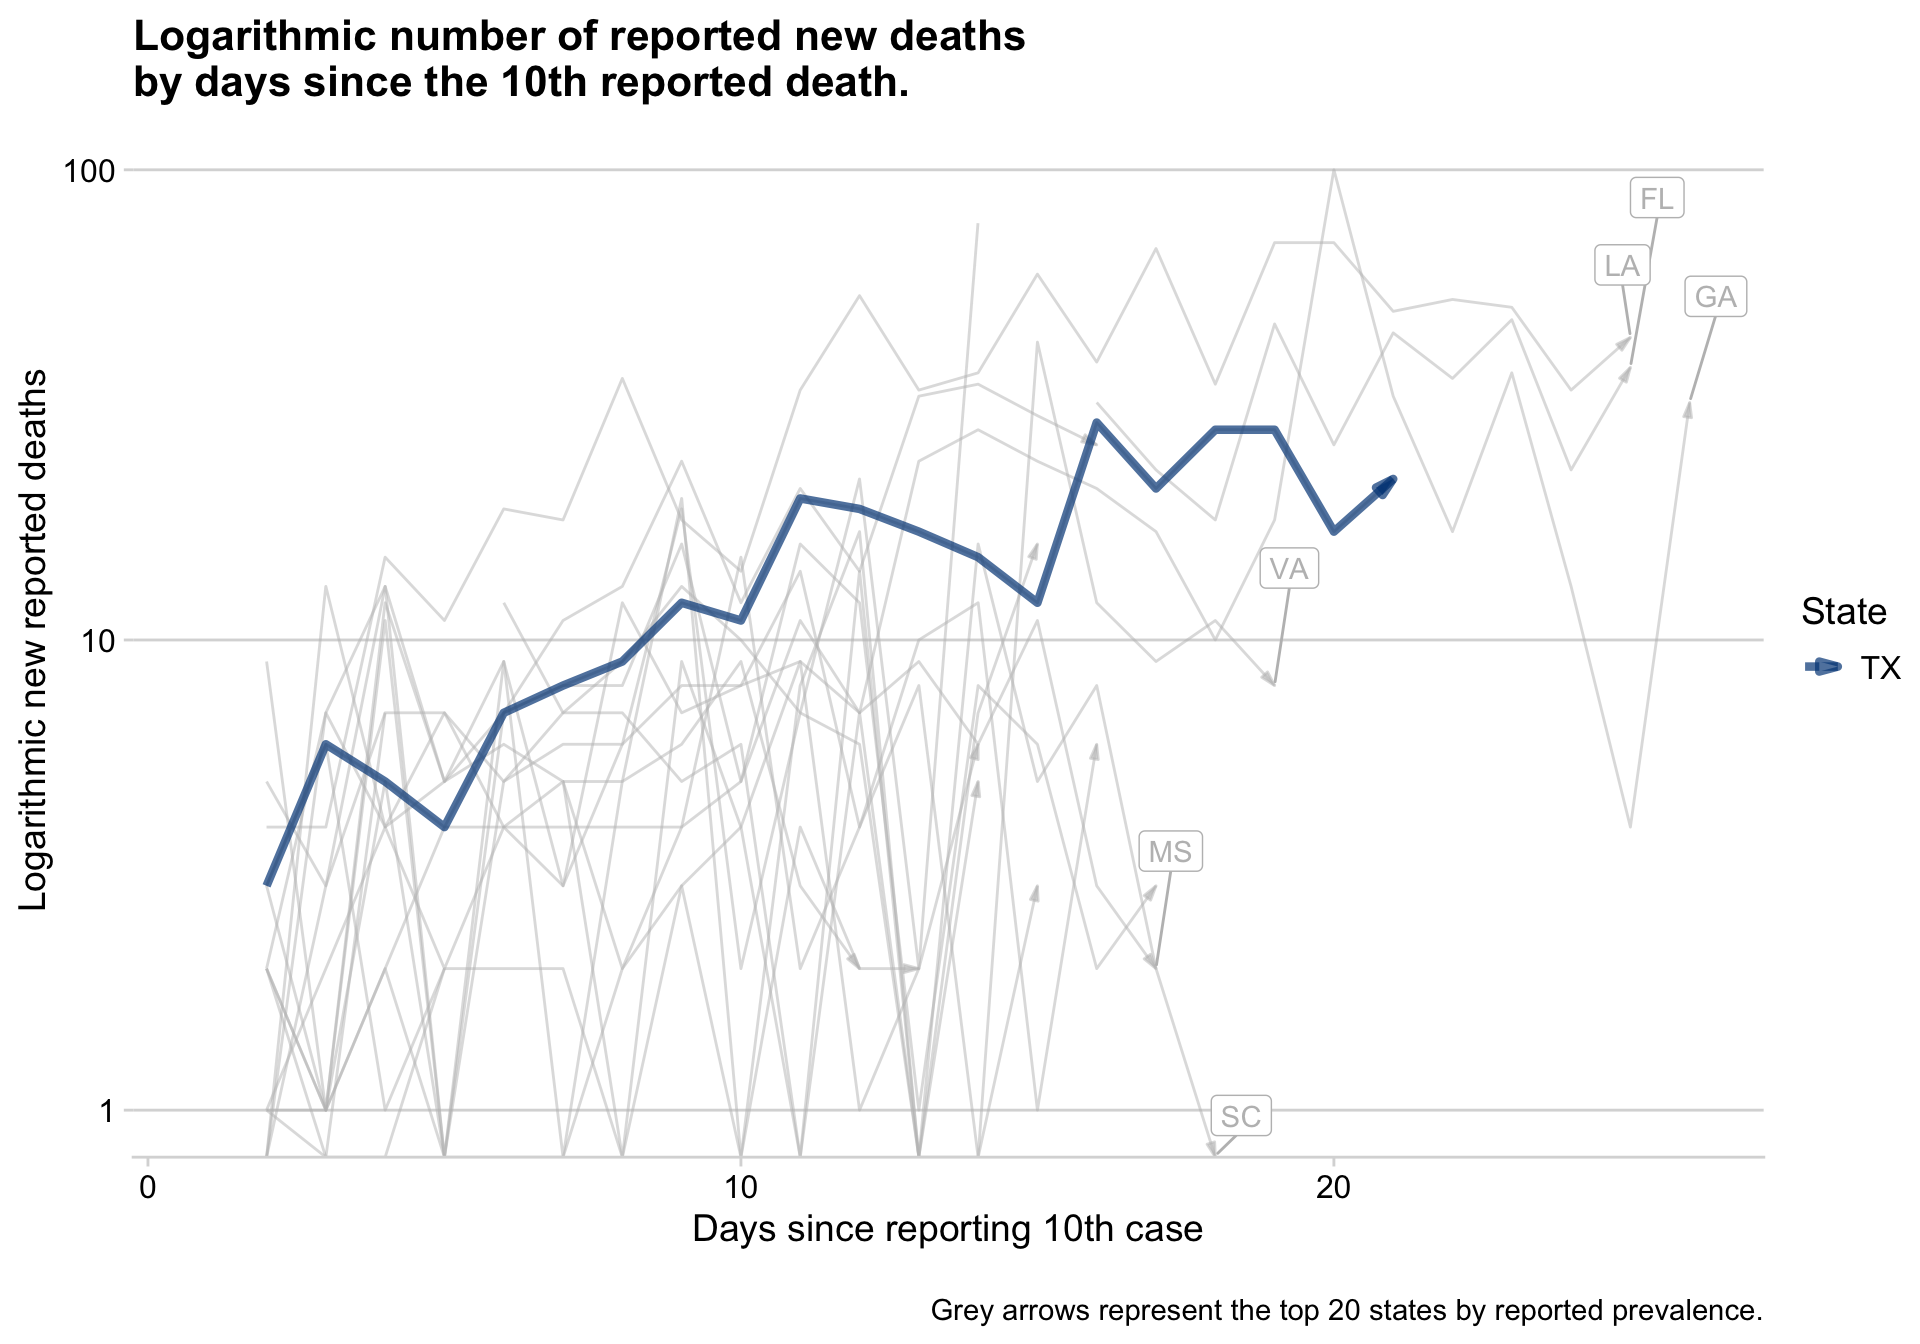 Logarithmic number of reported new deaths
by days since the 10th reported death.
100
FL
LA
GA
VA
10
State
TX
MS
SC
1
0
10
20
Logarithmic new reported deaths
Days since reporting 10th case
Grey arrows represent the top 20 states by reported prevalence.